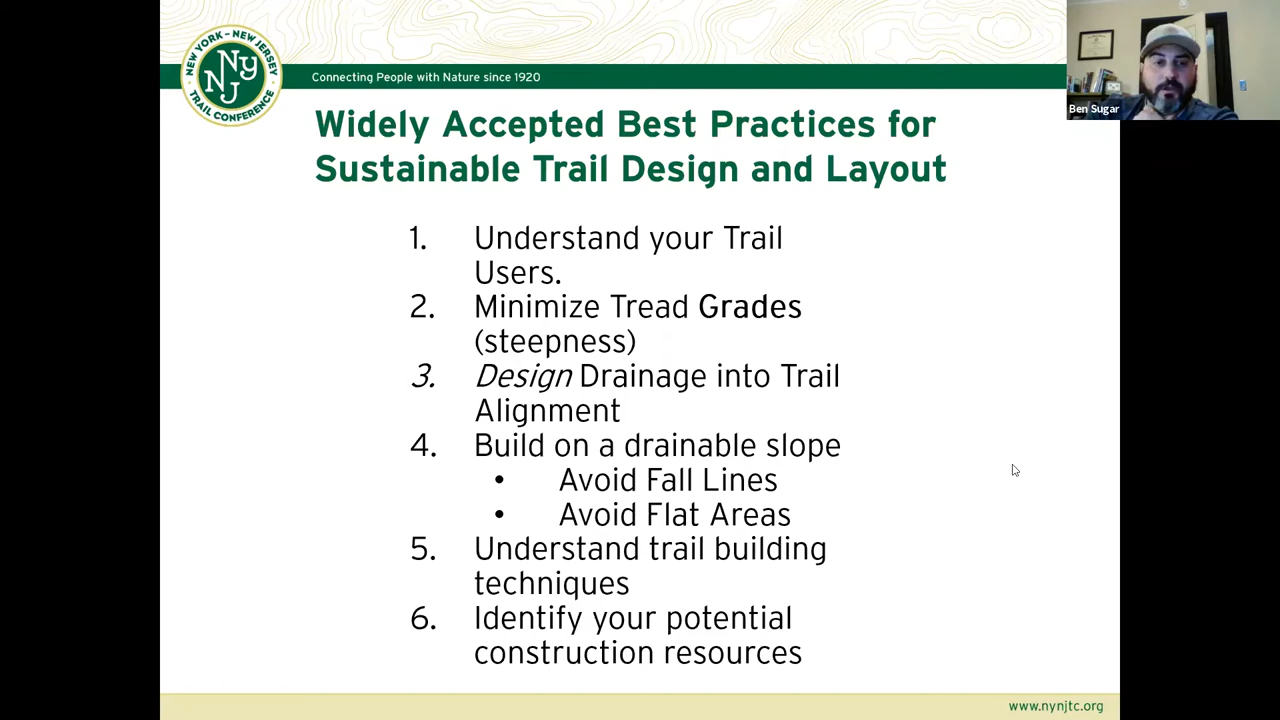 NEW YORK - NEW JERSEY
NY
NJ
TRAIL CONFERENCE
Connecting People with Nature since 1920
Ben Sugar
Widely Accepted Best Practices for
Sustainable Trail Design and Layout
1. Understand your Trail
Users.
2. Minimize Tread Grades
(steepness)
3. Design Drainage into Trail
Alignment
4. Build on a drainable slope
• Avoid Fall Lines
• Avoid Flat Areas
5. Understand trail building
techniques
6. Identify your potential
construction resources
www.nynjtc.org